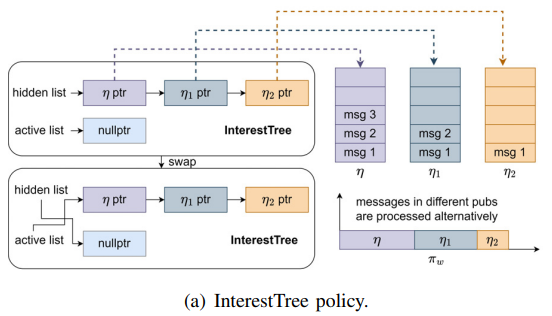 hidden list
η ptr
η₁ ptr
η₂ ptr
active list
nullptr
InterestTree
swap
hidden list
η ptr
η₁ ptr
η₂ ptr
active list
nullptr
InterestTree
msg 3
msg 2
msg 1
η
msg 2
msg 1
η₁
msg 1
η₂
messages in different pubs
are processed alternatively
η
η₁
η₂
π_w
(a) InterestTree policy.